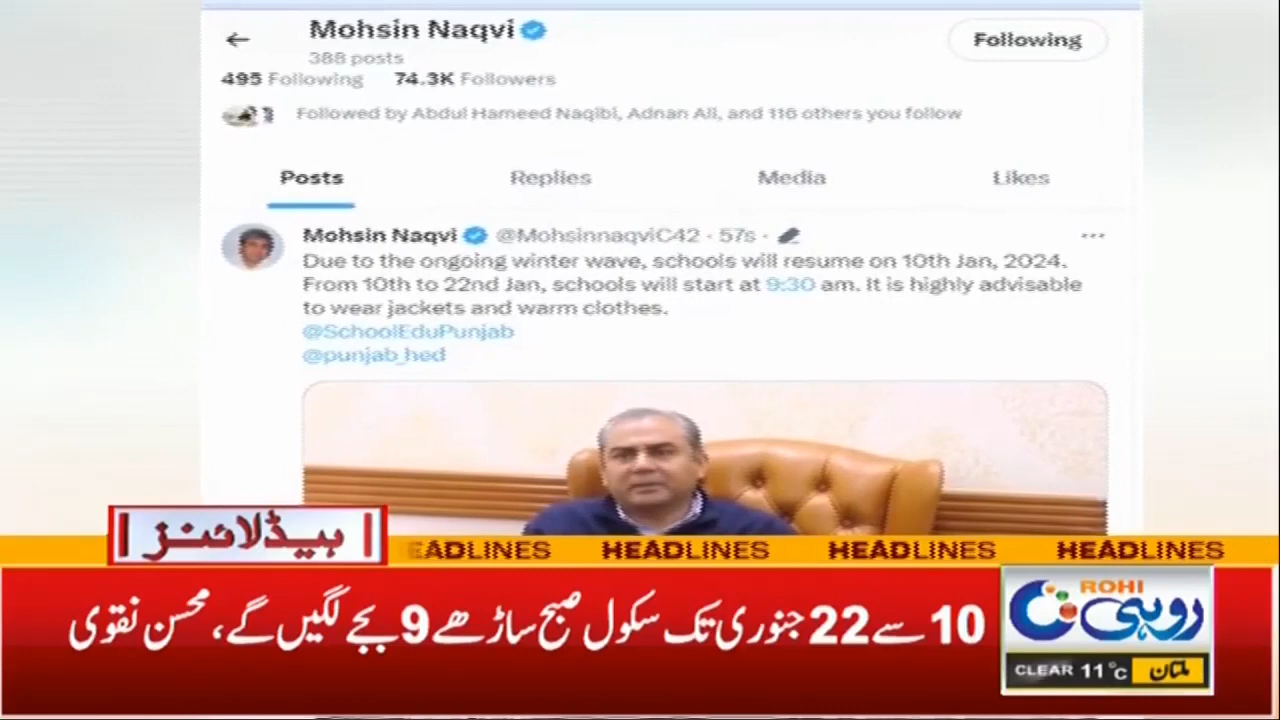 Mohsin Naqvi
Following
388 posts
495 Following 74.3K Followers
Followed by Abdul Hameed Naqibi, Adnan Ali, and 116 others you follow
Posts Replies Media Likes
Mohsin Naqvi @MohsinnaqviC42 · 57s ·
Due to the ongoing winter wave, schools will resume on 10th Jan, 2024.
From 10th to 22nd Jan, schools will start at 9:30 am. It is highly advisable
to wear jackets and warm clothes.
@SchoolEduPunjab
@punjab_hed
ہیڈلائنز
EADLINES HEADLINES HEADLINES HEADLINES
10 سے 22 جنوری تک سکول صبح ساڑھے 9 بجے لگیں گے، محسن نقوی
ROHI
روہی
CLEAR 11°C ملتان